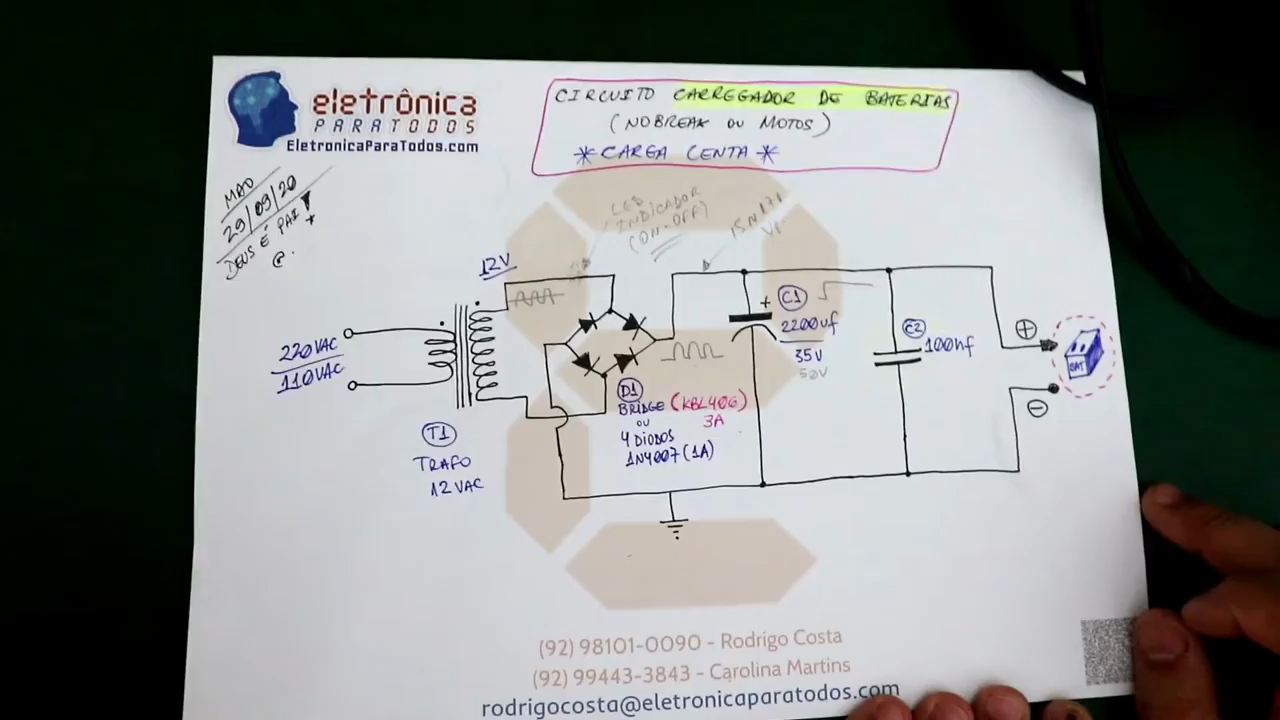 eletrônica
PARATODOS
EletronicaParaTodos.com
CIRCUITO CARREGADOR DE BATERIAS
(NOBREAK OU MOTOS)
*CARGA LENTA*
MAO
29/09/20
DEUS É PAI!
LED
INDICADOR
(ON-OFF)
12V
220VAC
110VAC
T1
TRAFO
12VAC
D1
BRIDGE (KBL406)
OU
3A
4 DIODOS
1N4007 (1A)
+
C1
2200uf
35V
50V
C2
100nf
+
BAT
−
(92) 98101-0090 - Rodrigo Costa
(92) 99443-3843 - Carolina Martins
rodrigocosta@eletronicaparatodos.com